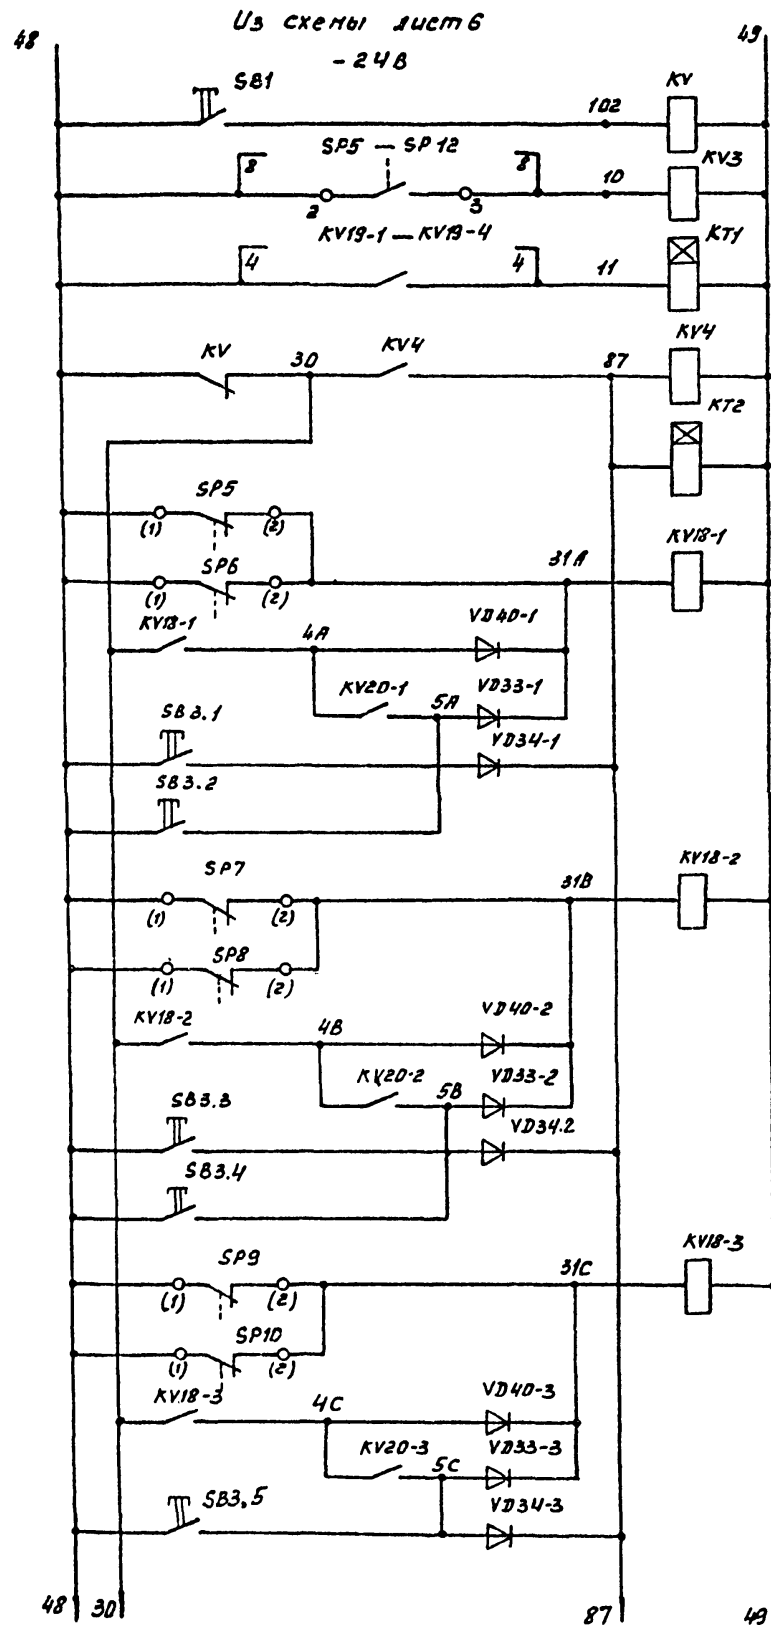 Из схемы лист 6
48
49
- 24В
SB1
102
KV
SP5 — SP12
8
8
2
3
10
KV3
KV19-1 — KV19-4
4
4
11
KT1
KV
30
KV4
87
KV4
KT2
SP5
(1)
(2)
SP6
(1)
(2)
31A
KV18-1
KV18-1
4A
VD40-1
KV20-1
5A
VD33-1
SB3.1
VD34-1
SB3.2
SP7
(1)
(2)
31B
KV18-2
SP8
(1)
(2)
KV18-2
4B
VD40-2
KV20-2
5B
VD33-2
SB3.3
VD34.2
SB3.4
SP9
(1)
(2)
31C
KV18-3
SP10
(1)
(2)
KV.18-3
4C
VD40-3
KV20-3
5C
VD33-3
SB3.5
VD34-3
48
30
87
49